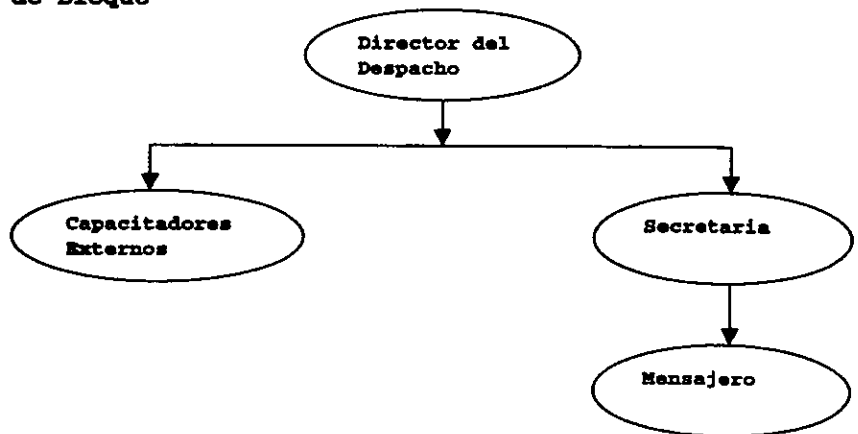 de Bloque
Director del
Despacho
Capacitadores
Externos
Secretaria
Mensajero